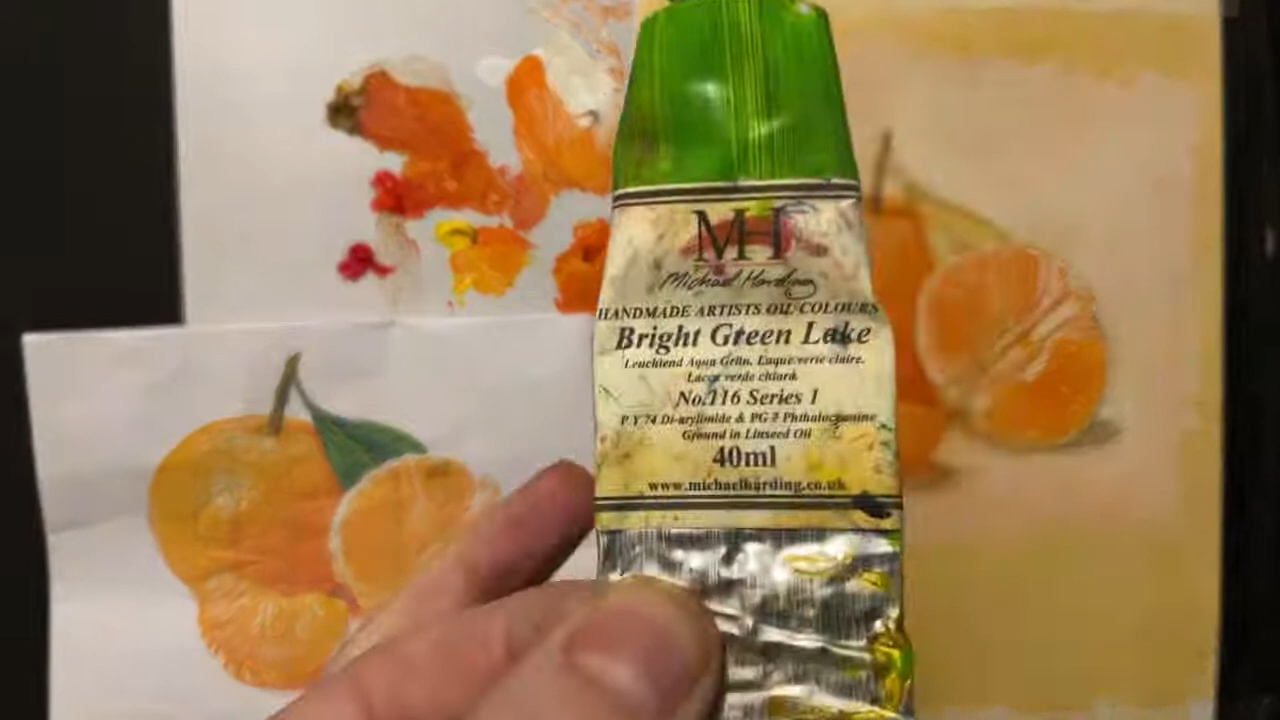 MH
Michael Harding
HANDMADE ARTISTS OIL COLOURS
Bright Green Lake
Leuchtend Aqua Grün. Laque verte claire.
Lacca verde chiara
No.116 Series 1
P Y 74 Di-arylimide & PG 7 Phthalocyanine
Ground in Linseed Oil
40ml
www.michaelharding.co.uk